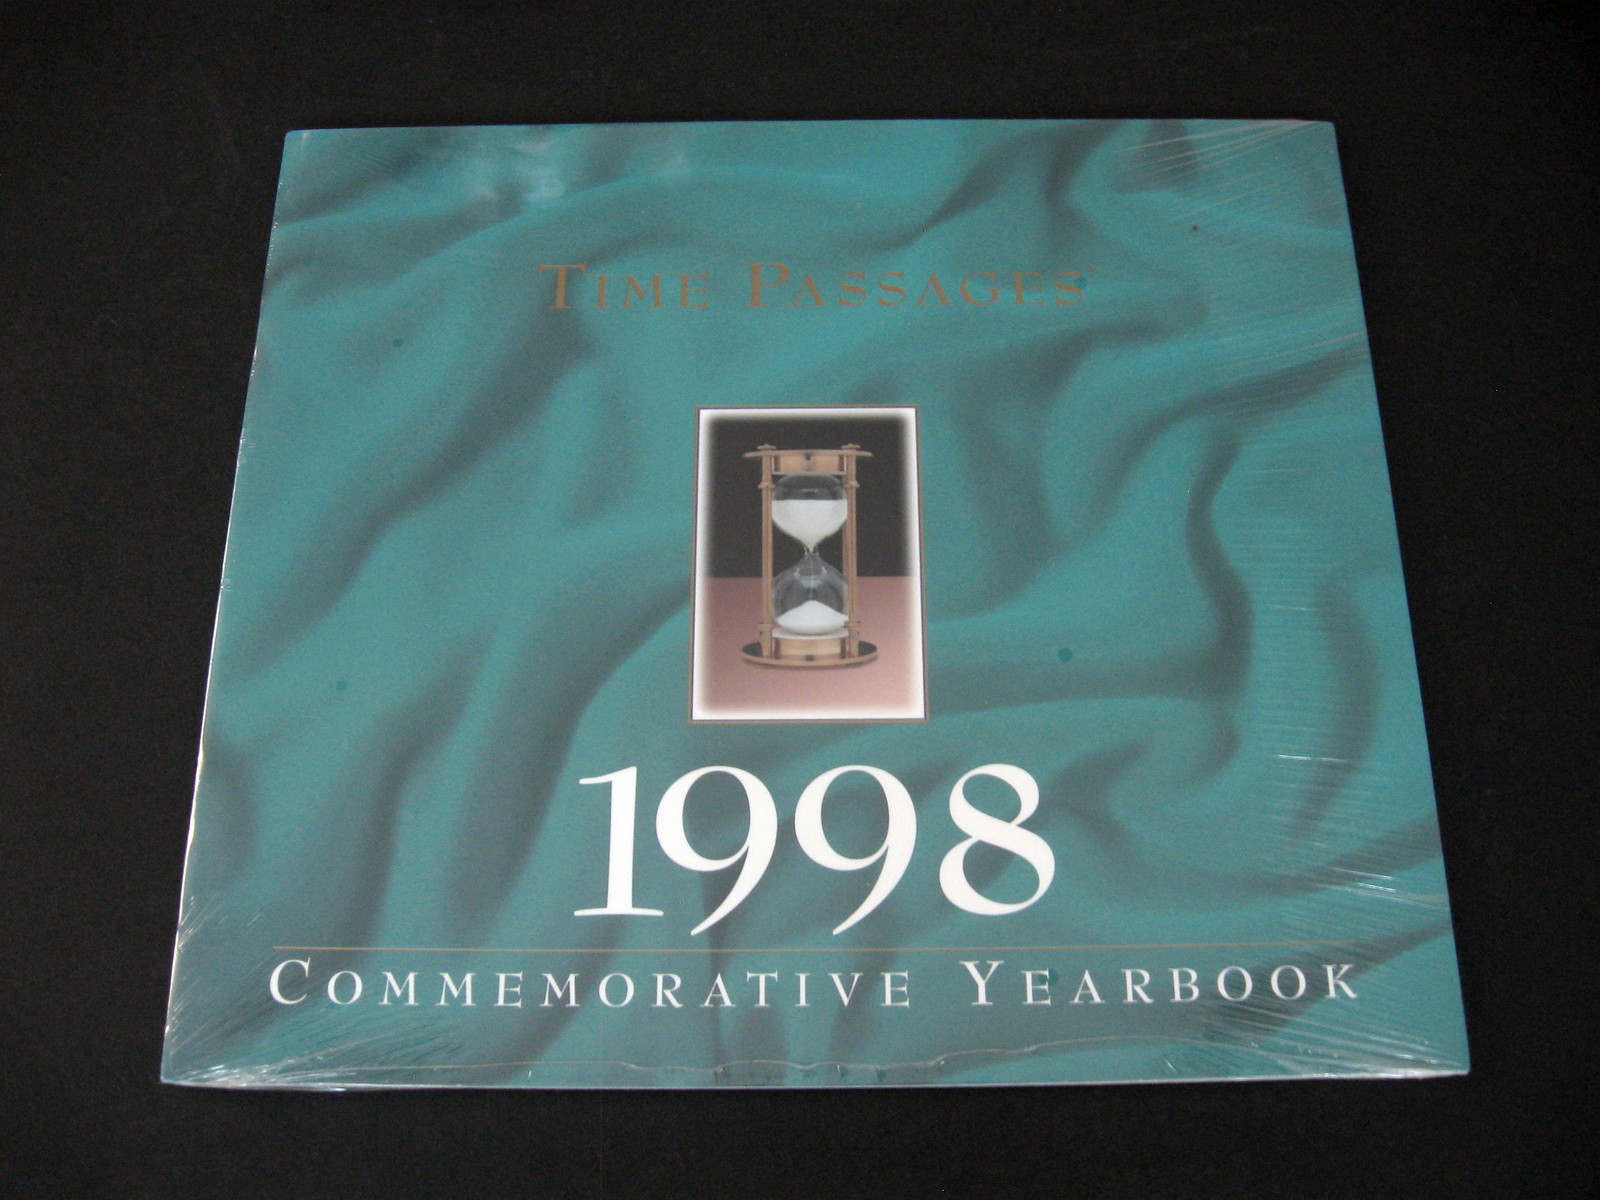 TIME PASSAGES
1998
COMMEMORATIVE YEARBOOK